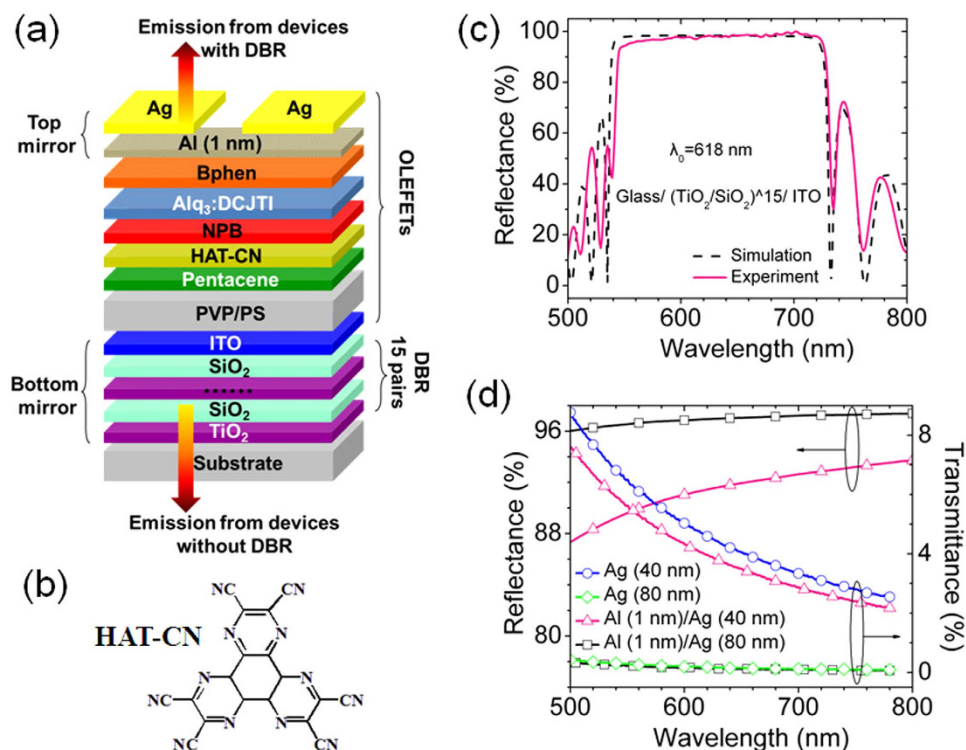 (a)
Emission from devices
with DBR
Ag
Ag
Top
mirror
Al (1 nm)
Bphen
Alq₃:DCJTI
NPB
HAT-CN
Pentacene
PVP/PS
OLEFETs
ITO
SiO₂
......
SiO₂
TiO₂
Bottom
mirror
DBR
15 pairs
Substrate
Emission from devices
without DBR
(b)
HAT-CN
CN
CN
N
N
NC
N
N
CN
NC
N
N
CN
(c)
Reflectance (%)
100
80
60
40
20
0
λ₀=618 nm
Glass/ (TiO₂/SiO₂)^15/ ITO
Simulation
Experiment
500
600
700
800
Wavelength (nm)
(d)
Reflectance (%)
96
88
80
Ag (40 nm)
Ag (80 nm)
Al (1 nm)/Ag (40 nm)
Al (1 nm)/Ag (80 nm)
8
4
0
Transmittance (%)
500
600
700
800
Wavelength (nm)